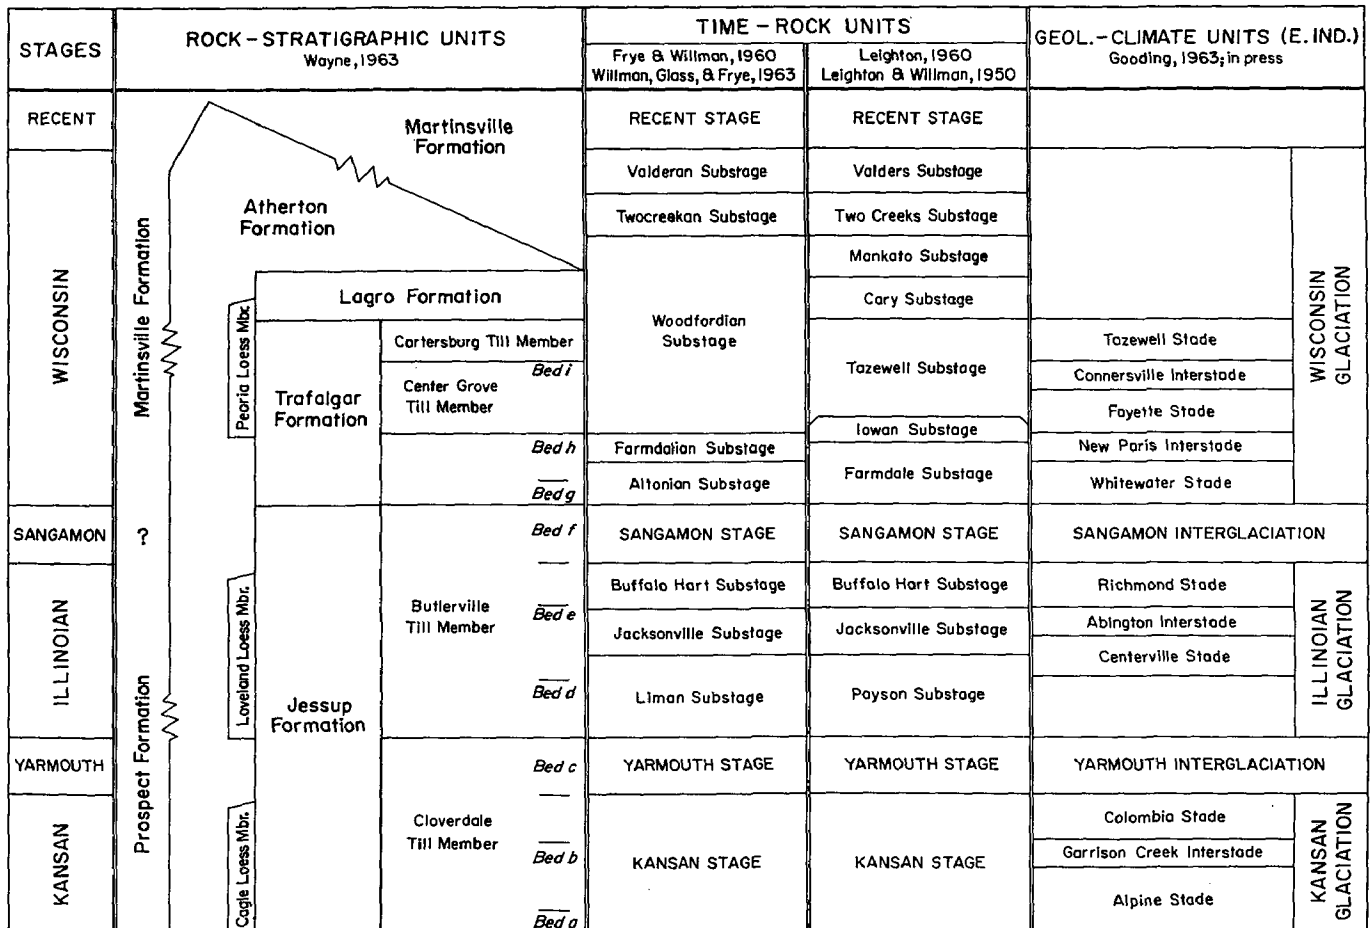 STAGES
ROCK-STRATIGRAPHIC UNITS
Wayne, 1963
TIME-ROCK UNITS
Frye & Willman, 1960
Willman, Glass, & Frye, 1963
Leighton, 1960
Leighton & Willman, 1950
GEOL.-CLIMATE UNITS (E. IND.)
Gooding, 1963; in press
RECENT
WISCONSIN
SANGAMON
ILLINOIAN
YARMOUTH
KANSAN
Martinsville Formation
-?
Prospect Formation
Martinsville
Formation
Atherton
Formation
Peoria Loess Mbr.
Loveland Loess Mbr.
Cagle Loess Mbr.
Lagro Formation
Trafalgar
Formation
Jessup
Formation
Cartersburg Till Member
Bed i
Center Grove
Till Member
Bed h
Bed g
Bed f
Butlerville
Till Member
Bed e
Bed d
Bed c
Cloverdale
Till Member
Bed b
Bed a
RECENT STAGE
Valderan Substage
Twocreekan Substage
Woodfordian
Substage
Farmdalian Substage
Altonian Substage
SANGAMON STAGE
Buffalo Hart Substage
Jacksonville Substage
Liman Substage
YARMOUTH STAGE
KANSAN STAGE
RECENT STAGE
Valders Substage
Two Creeks Substage
Mankato Substage
Cary Substage
Tazewell Substage
Iowan Substage
Farmdale Substage
SANGAMON STAGE
Buffalo Hart Substage
Jacksonville Substage
Payson Substage
YARMOUTH STAGE
KANSAN STAGE
Tazewell Stade
Connersville Interstade
Fayette Stade
New Paris Interstade
Whitewater Stade
SANGAMON INTERGLACIATION
Richmond Stade
Abington Interstade
Centerville Stade
YARMOUTH INTERGLACIATION
Colombia Stade
Garrison Creek Interstade
Alpine Stade
WISCONSIN
GLACIATION
ILLINOIAN
GLACIATION
KANSAN
GLACIATION